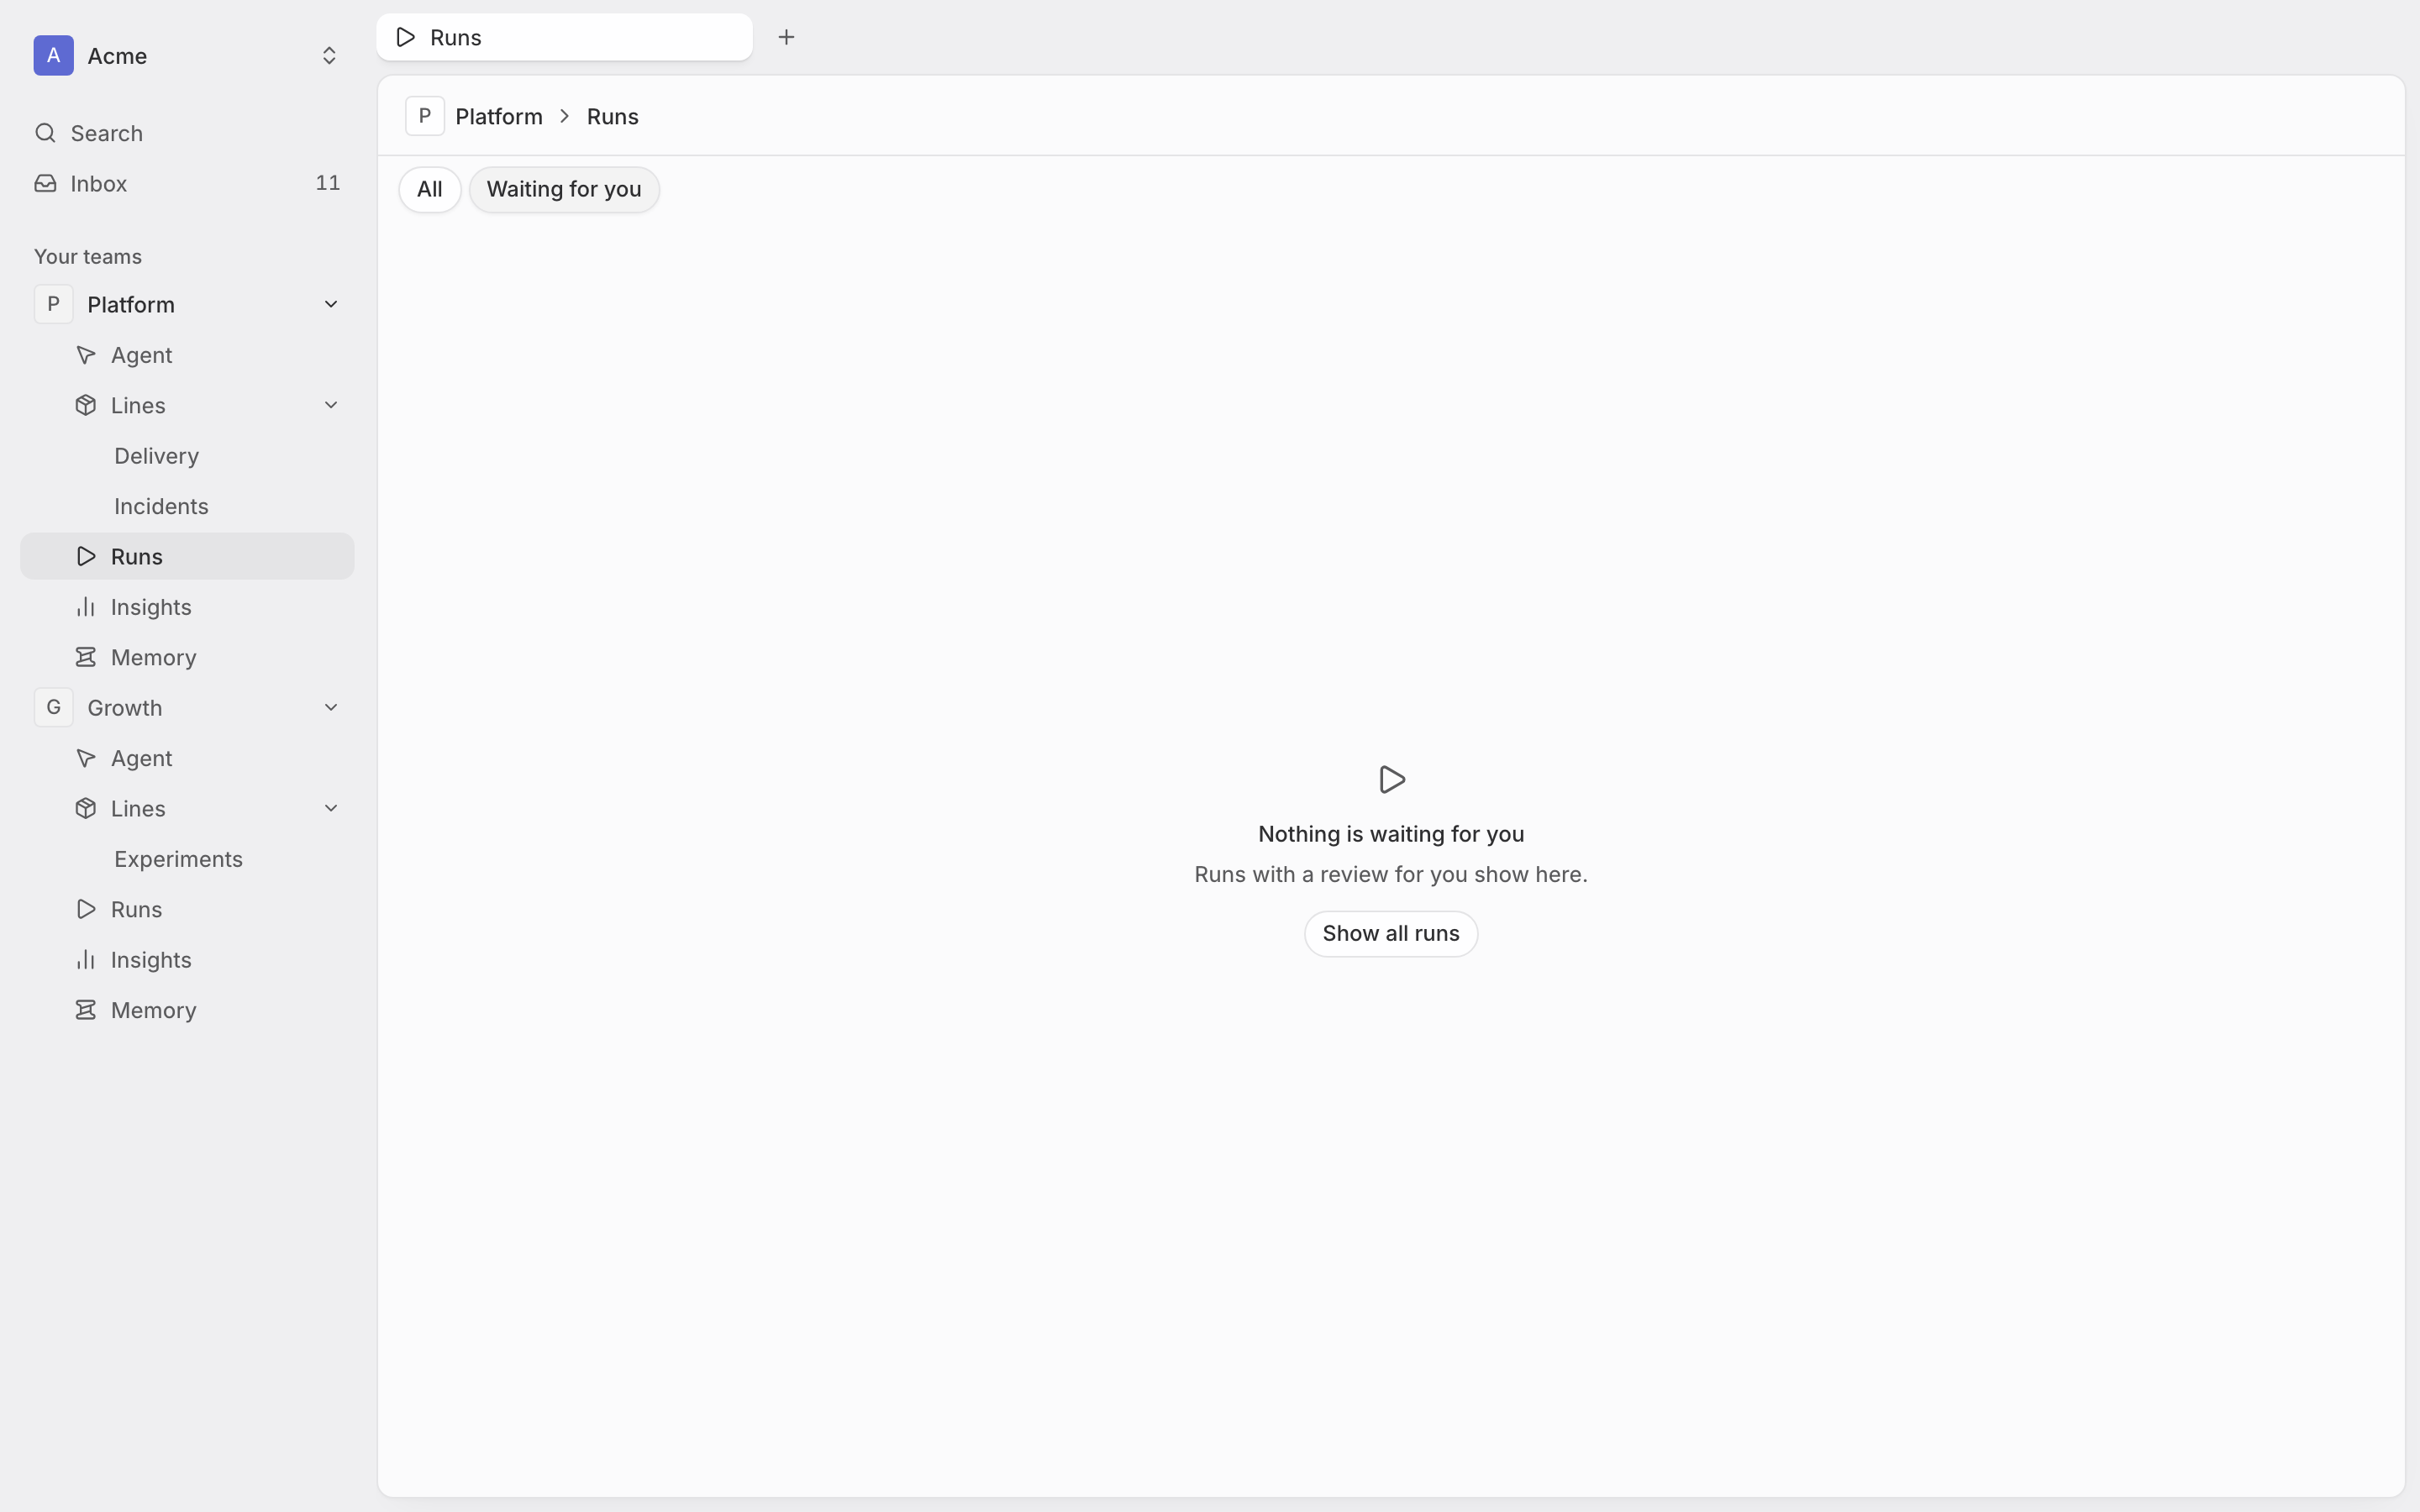 A
Acme
Search
Inbox
11
Your teams
P
Platform
Agent
Lines
Delivery
Incidents
Runs
Insights
Memory
G
Growth
Agent
Lines
Experiments
Runs
Insights
Memory
Runs
P
Platform
Runs
All
Waiting for you
Nothing is waiting for you
Runs with a review for you show here.
Show all runs